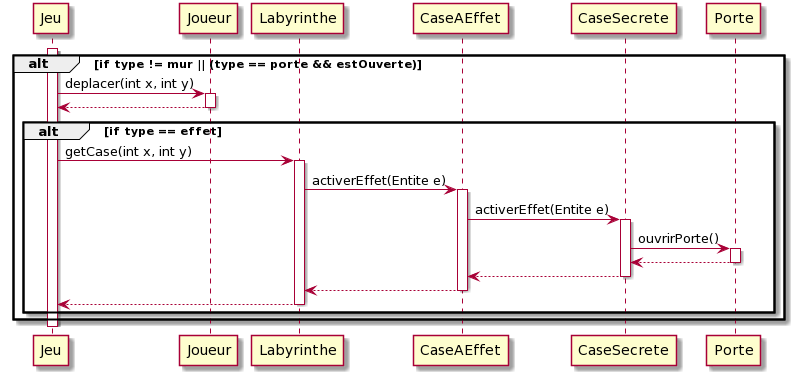 Jeu Joueur Labyrinthe CaseAEffet CaseSecrete Porte
alt [if type != mur || (type == porte && estOuverte)]
deplacer(int x, int y)
alt [if type == effet]
getCase(int x, int y)
activerEffet(Entite e)
activerEffet(Entite e)
ouvrirPorte()
Jeu Joueur Labyrinthe CaseAEffet CaseSecrete Porte